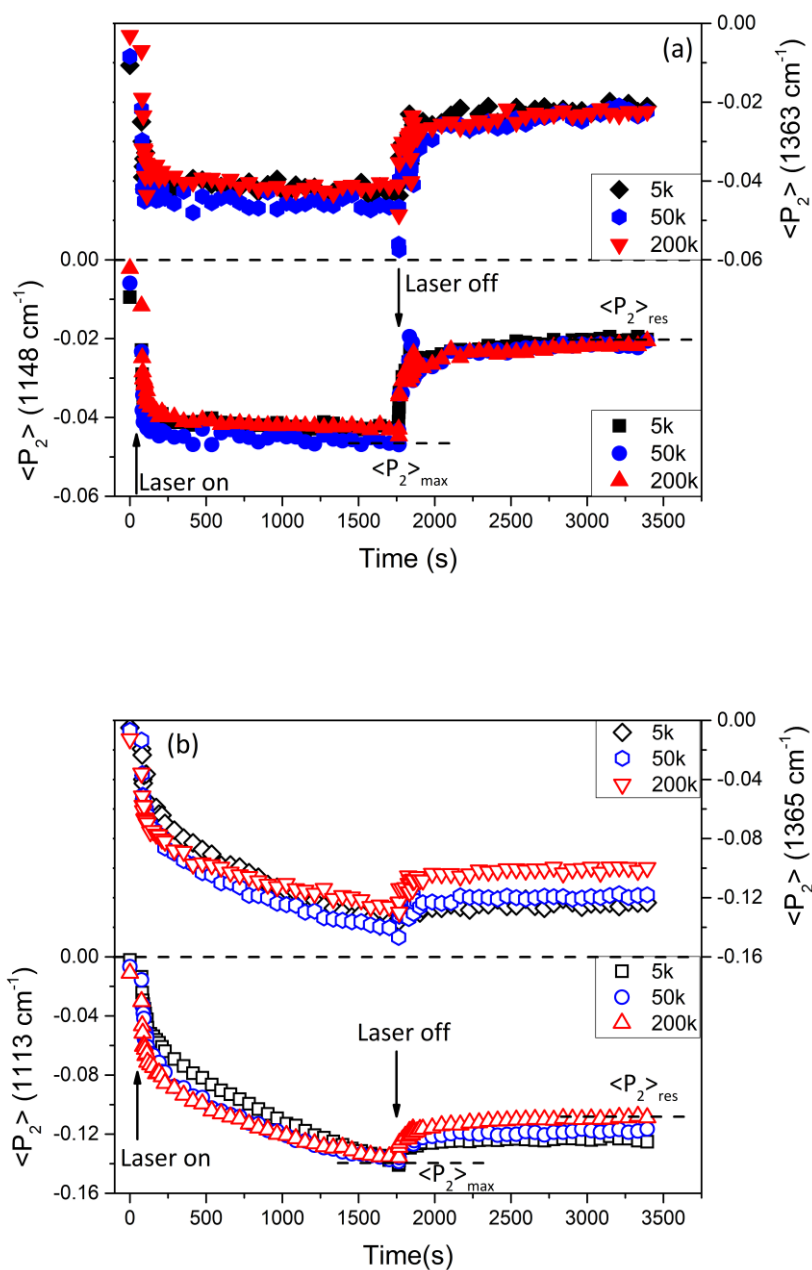 (a)
0.00
-0.02
-0.04
-0.06
<P2> (1363 cm-1)
5k
50k
200k
0.00
-0.02
-0.04
-0.06
<P2> (1148 cm-1)
Laser off
<P2>res
<P2>max
Laser on
5k
50k
200k
0 500 1000 1500 2000 2500 3000 3500
Time (s)
(b)
0.00
-0.04
-0.08
-0.12
-0.16
<P2> (1365 cm-1)
5k
50k
200k
0.00
-0.04
-0.08
-0.12
-0.16
<P2> (1113 cm-1)
5k
50k
200k
Laser off
<P2>res
Laser on
<P2>max
0 500 1000 1500 2000 2500 3000 3500
Time(s)